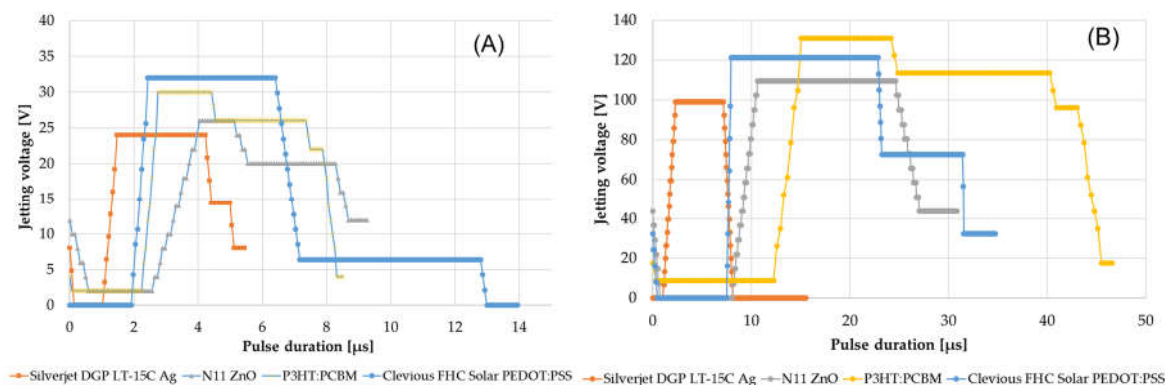 (A)
Jetting voltage [V]
40
35
30
25
20
15
10
5
0
0 2 4 6 8 10 12 14
Pulse duration [µs]
Silverjet DGP LT-15C Ag N11 ZnO P3HT:PCBM Clevious FHC Solar PEDOT:PSS
(B)
Jetting voltage [V]
140
120
100
80
60
40
20
0
0 10 20 30 40 50
Pulse duration [µs]
Silverjet DGP LT-15C Ag N11 ZnO P3HT:PCBM Clevious FHC Solar PEDOT:PSS